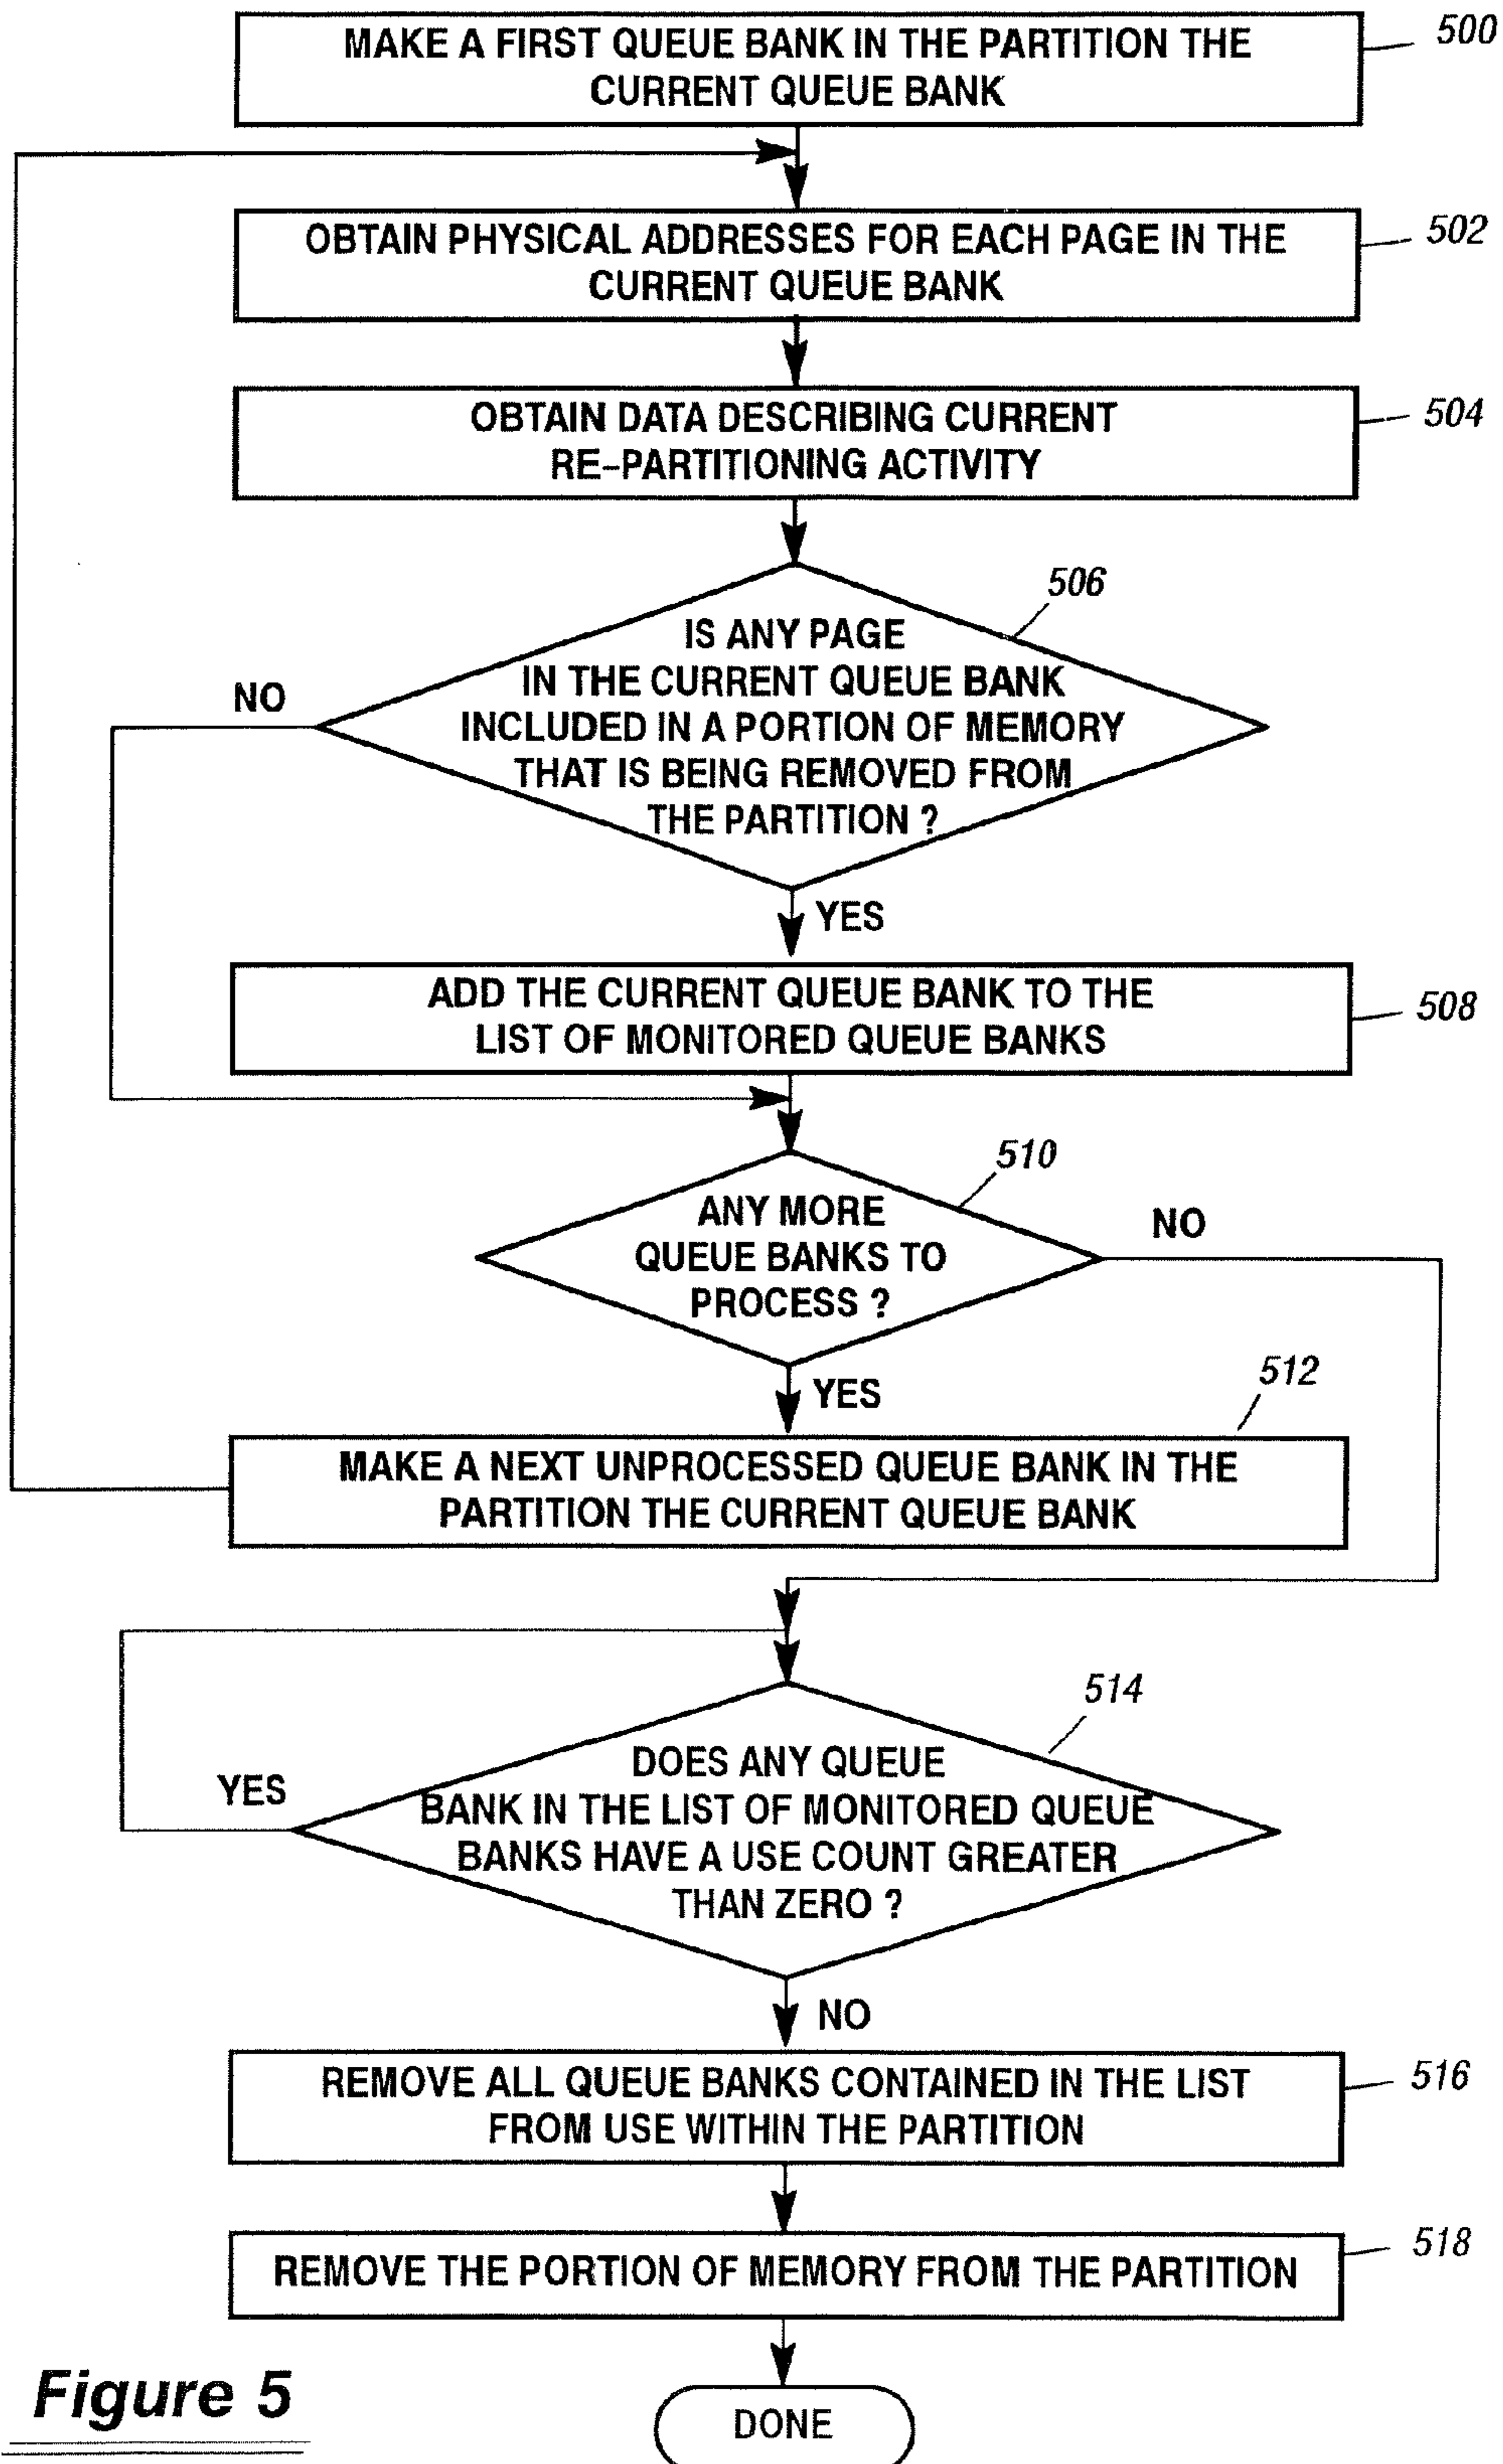 MAKE A FIRST QUEUE BANK IN THE PARTITION THE
CURRENT QUEUE BANK
500
OBTAIN PHYSICAL ADDRESSES FOR EACH PAGE IN THE
CURRENT QUEUE BANK
502
OBTAIN DATA DESCRIBING CURRENT
RE-PARTITIONING ACTIVITY
504
506
IS ANY PAGE
IN THE CURRENT QUEUE BANK
INCLUDED IN A PORTION OF MEMORY
THAT IS BEING REMOVED FROM
THE PARTITION ?
NO
YES
ADD THE CURRENT QUEUE BANK TO THE
LIST OF MONITORED QUEUE BANKS
508
510
ANY MORE
QUEUE BANKS TO
PROCESS ?
NO
YES
512
MAKE A NEXT UNPROCESSED QUEUE BANK IN THE
PARTITION THE CURRENT QUEUE BANK
514
DOES ANY QUEUE
BANK IN THE LIST OF MONITORED QUEUE
BANKS HAVE A USE COUNT GREATER
THAN ZERO ?
YES
NO
REMOVE ALL QUEUE BANKS CONTAINED IN THE LIST
FROM USE WITHIN THE PARTITION
516
REMOVE THE PORTION OF MEMORY FROM THE PARTITION
518
DONE
Figure 5